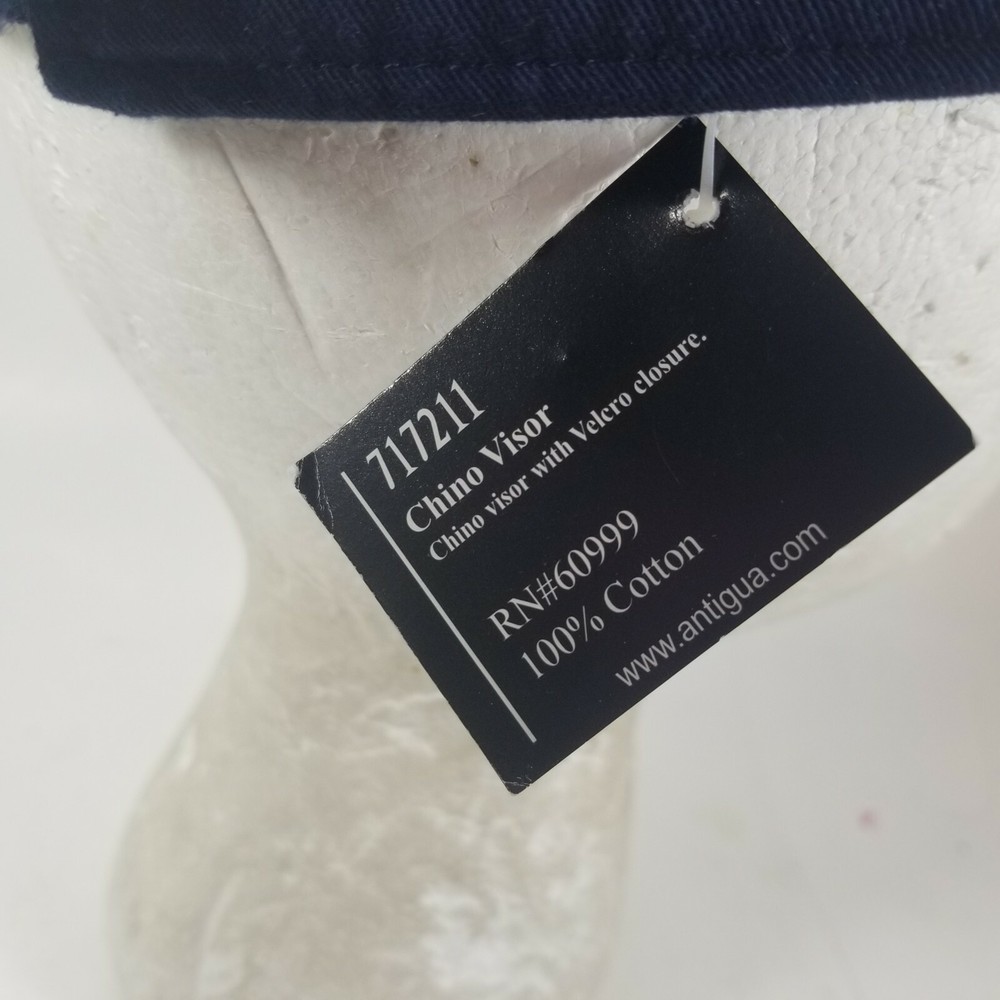 717211
Chino Visor
Chino visor with Velcro closure.
RN#60999
100% Cotton
www.antigua.com